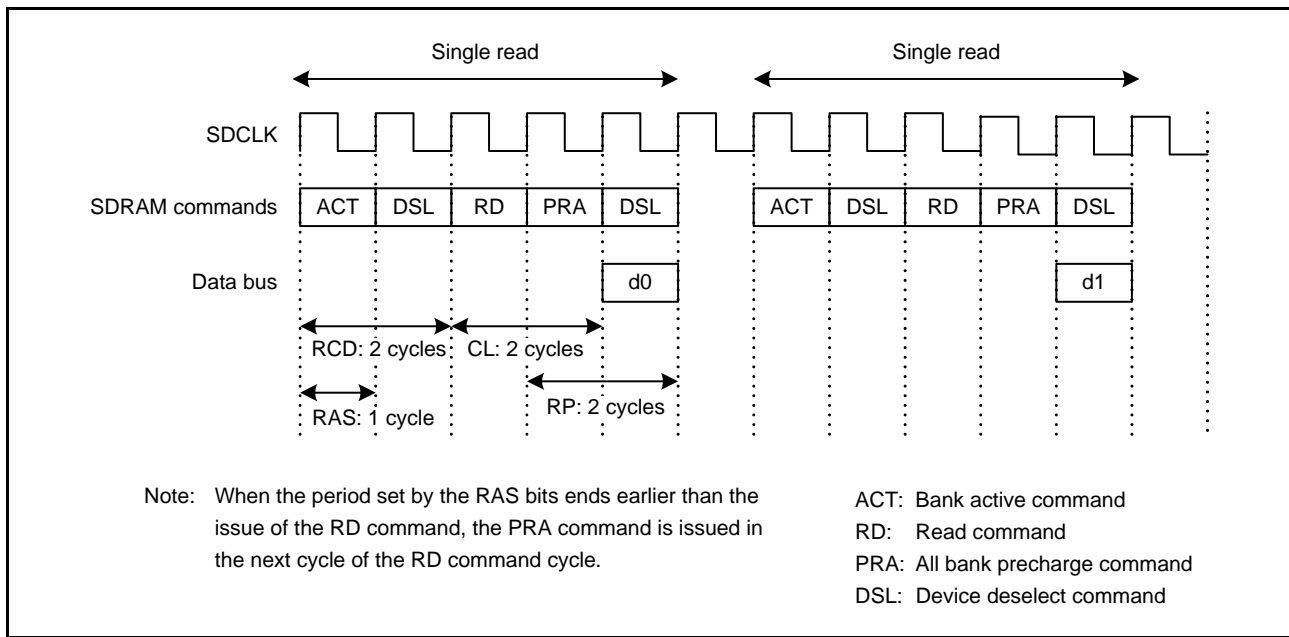 Single read Single read
SDCLK
SDRAM commands ACT DSL RD PRA DSL ACT DSL RD PRA DSL
Data bus d0 d1
RCD: 2 cycles CL: 2 cycles
RAS: 1 cycle RP: 2 cycles
Note: When the period set by the RAS bits ends earlier than the
issue of the RD command, the PRA command is issued in
the next cycle of the RD command cycle.
ACT: Bank active command
RD: Read command
PRA: All bank precharge command
DSL: Device deselect command